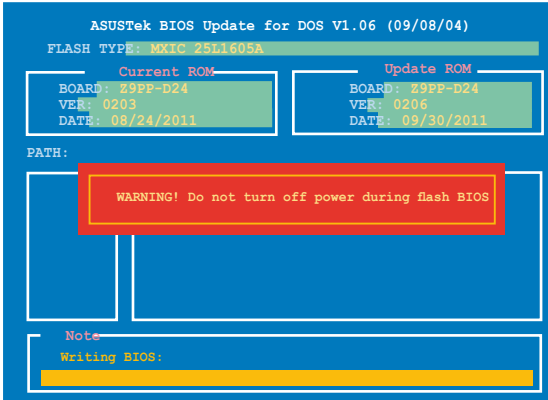 ASUSTek BIOS Update for DOS V1.06 (09/08/04)
FLASH TYPE: MXIC 25L1605A
Current ROM
BOARD: Z9PP-D24
VER: 0203
DATE: 08/24/2011
Update ROM
BOARD: Z9PP-D24
VER: 0206
DATE: 09/30/2011
PATH:
WARNING! Do not turn off power during flash BIOS
Note
Writing BIOS: